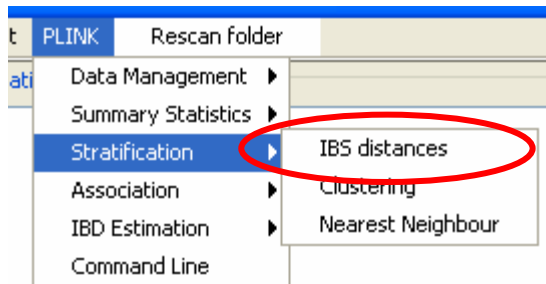 t PLINK Rescan folder
ati
Data Management
Summary Statistics
Stratification
Association
IBD Estimation
Command Line
IBS distances
Clustering
Nearest Neighbour